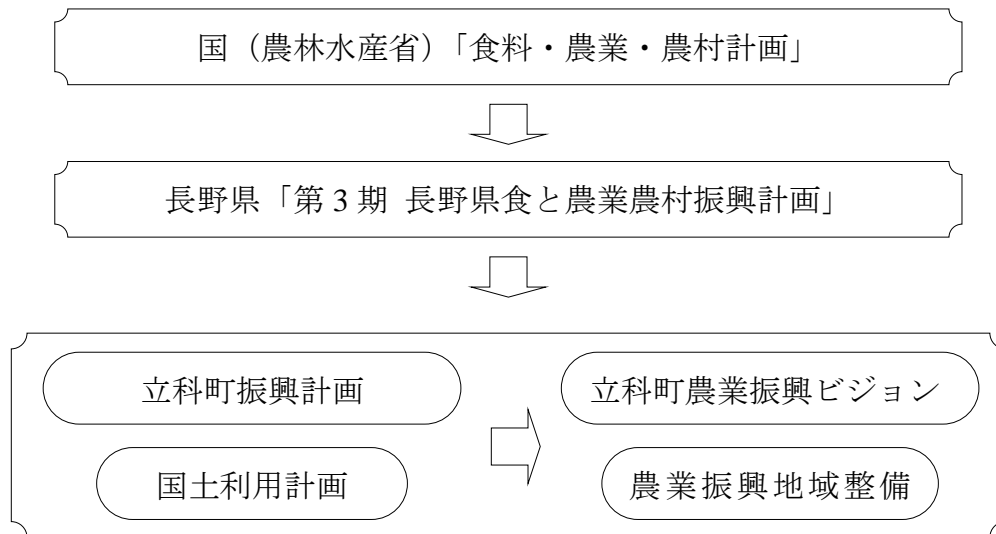 国（農林水産省）「食料・農業・農村計画」
長野県「第3期 長野県食と農業農村振興計画」
立科町振興計画
立科町農業振興ビジョン
国土利用計画
農業振興地域整備